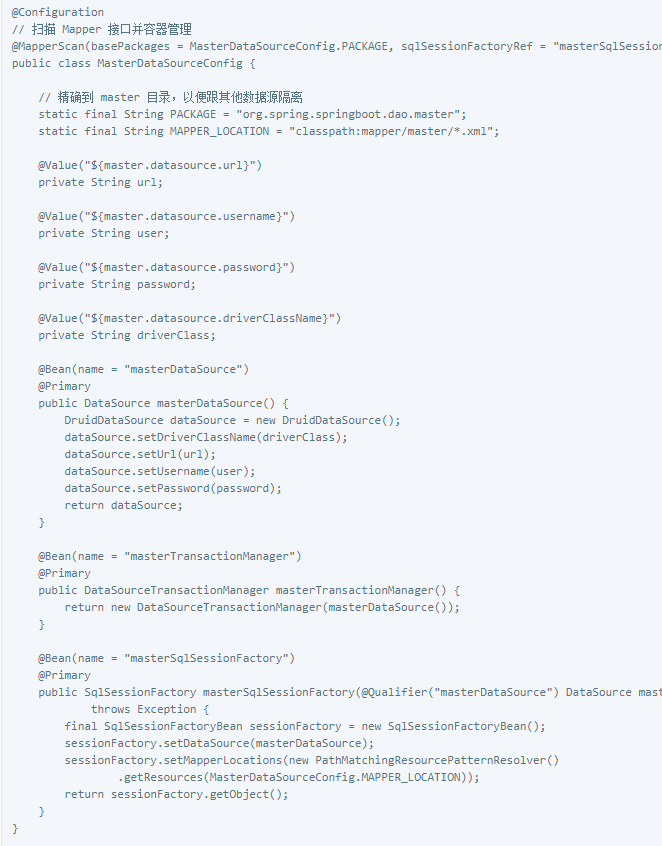 @Configuration
// 扫描 Mapper 接口并容器管理
@MapperScan(basePackages = MasterDataSourceConfig.PACKAGE, sqlSessionFactoryRef = "masterSqlSession
public class MasterDataSourceConfig {
// 精确到 master 目录，以便跟其他数据源隔离
static final String PACKAGE = "org.spring.springboot.dao.master";
static final String MAPPER_LOCATION = "classpath:mapper/master/*.xml";
@Value("${master.datasource.url}")
private String url;
@Value("${master.datasource.username}")
private String user;
@Value("${master.datasource.password}")
private String password;
@Value("${master.datasource.driverClassName}")
private String driverClass;
@Bean(name = "masterDataSource")
@Primary
public DataSource masterDataSource() {
DruidDataSource dataSource = new DruidDataSource();
dataSource.setDriverClassName(driverClass);
dataSource.setUrl(url);
dataSource.setUsername(user);
dataSource.setPassword(password);
return dataSource;
}
@Bean(name = "masterTransactionManager")
@Primary
public DataSourceTransactionManager masterTransactionManager() {
return new DataSourceTransactionManager(masterDataSource());
}
@Bean(name = "masterSqlSessionFactory")
@Primary
public SqlSessionFactory masterSqlSessionFactory(@Qualifier("masterDataSource") DataSource mast
throws Exception {
final SqlSessionFactoryBean sessionFactory = new SqlSessionFactoryBean();
sessionFactory.setDataSource(masterDataSource);
sessionFactory.setMapperLocations(new PathMatchingResourcePatternResolver()
.getResources(MasterDataSourceConfig.MAPPER_LOCATION));
return sessionFactory.getObject();
}
}